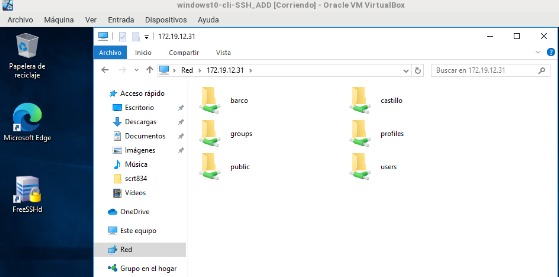 windows10-cli-SSH_ADD [Corriendo] - Oracle VM VirtualBox
Archivo Máquina Ver Entrada Dispositivos Ayuda
172.19.12.31
Archivo Inicio Compartir Vista
Red 172.19.12.31
Buscar en 172.19.12.31
Papelera de
reciclaje
Microsoft Edge
FreeSSHd
Acceso rápido
Escritorio
Descargas
Documentos
Imágenes
Música
scrt834
Vídeos
OneDrive
Este equipo
Red
Grupo en el hogar
barco
castillo
groups
profiles
public
users